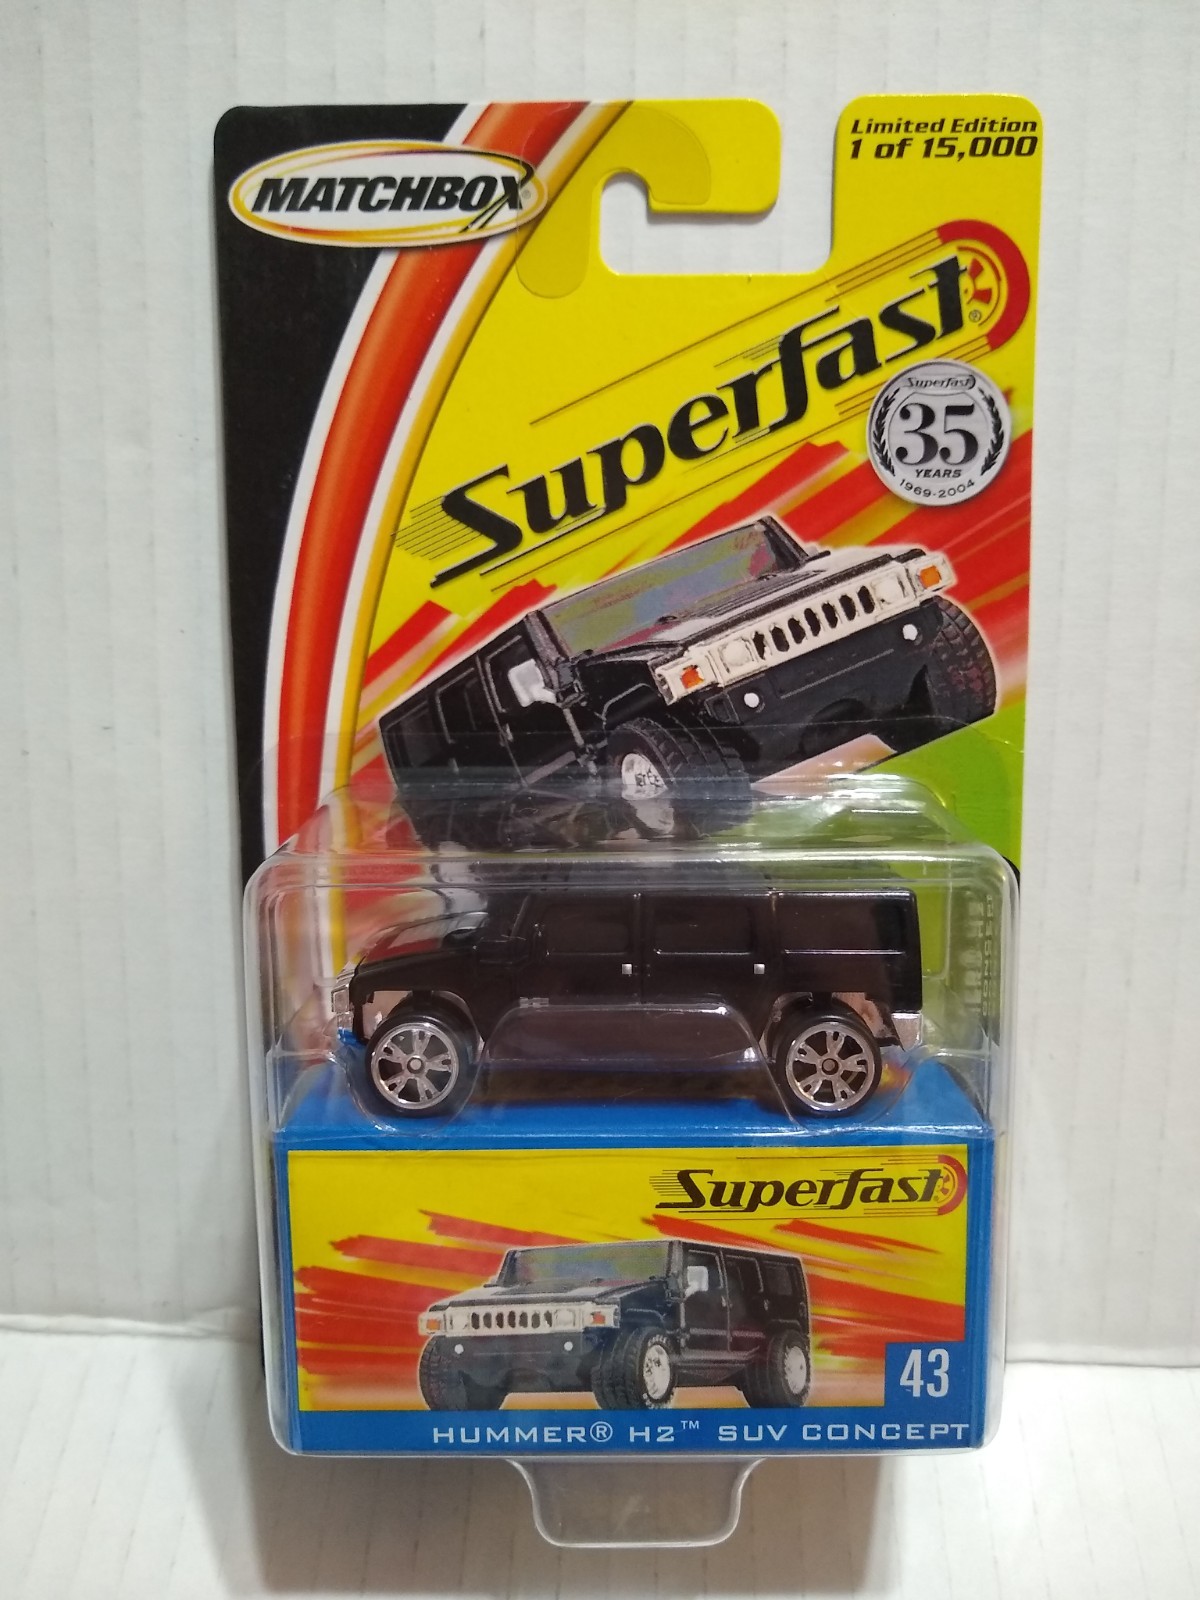 Limited Edition
1 of 15,000
MATCHBOX®
Superfast®
Superfast
35
YEARS
1969-2004
CONCEPT
Superfast
43
HUMMER® H2™ SUV CONCEPT